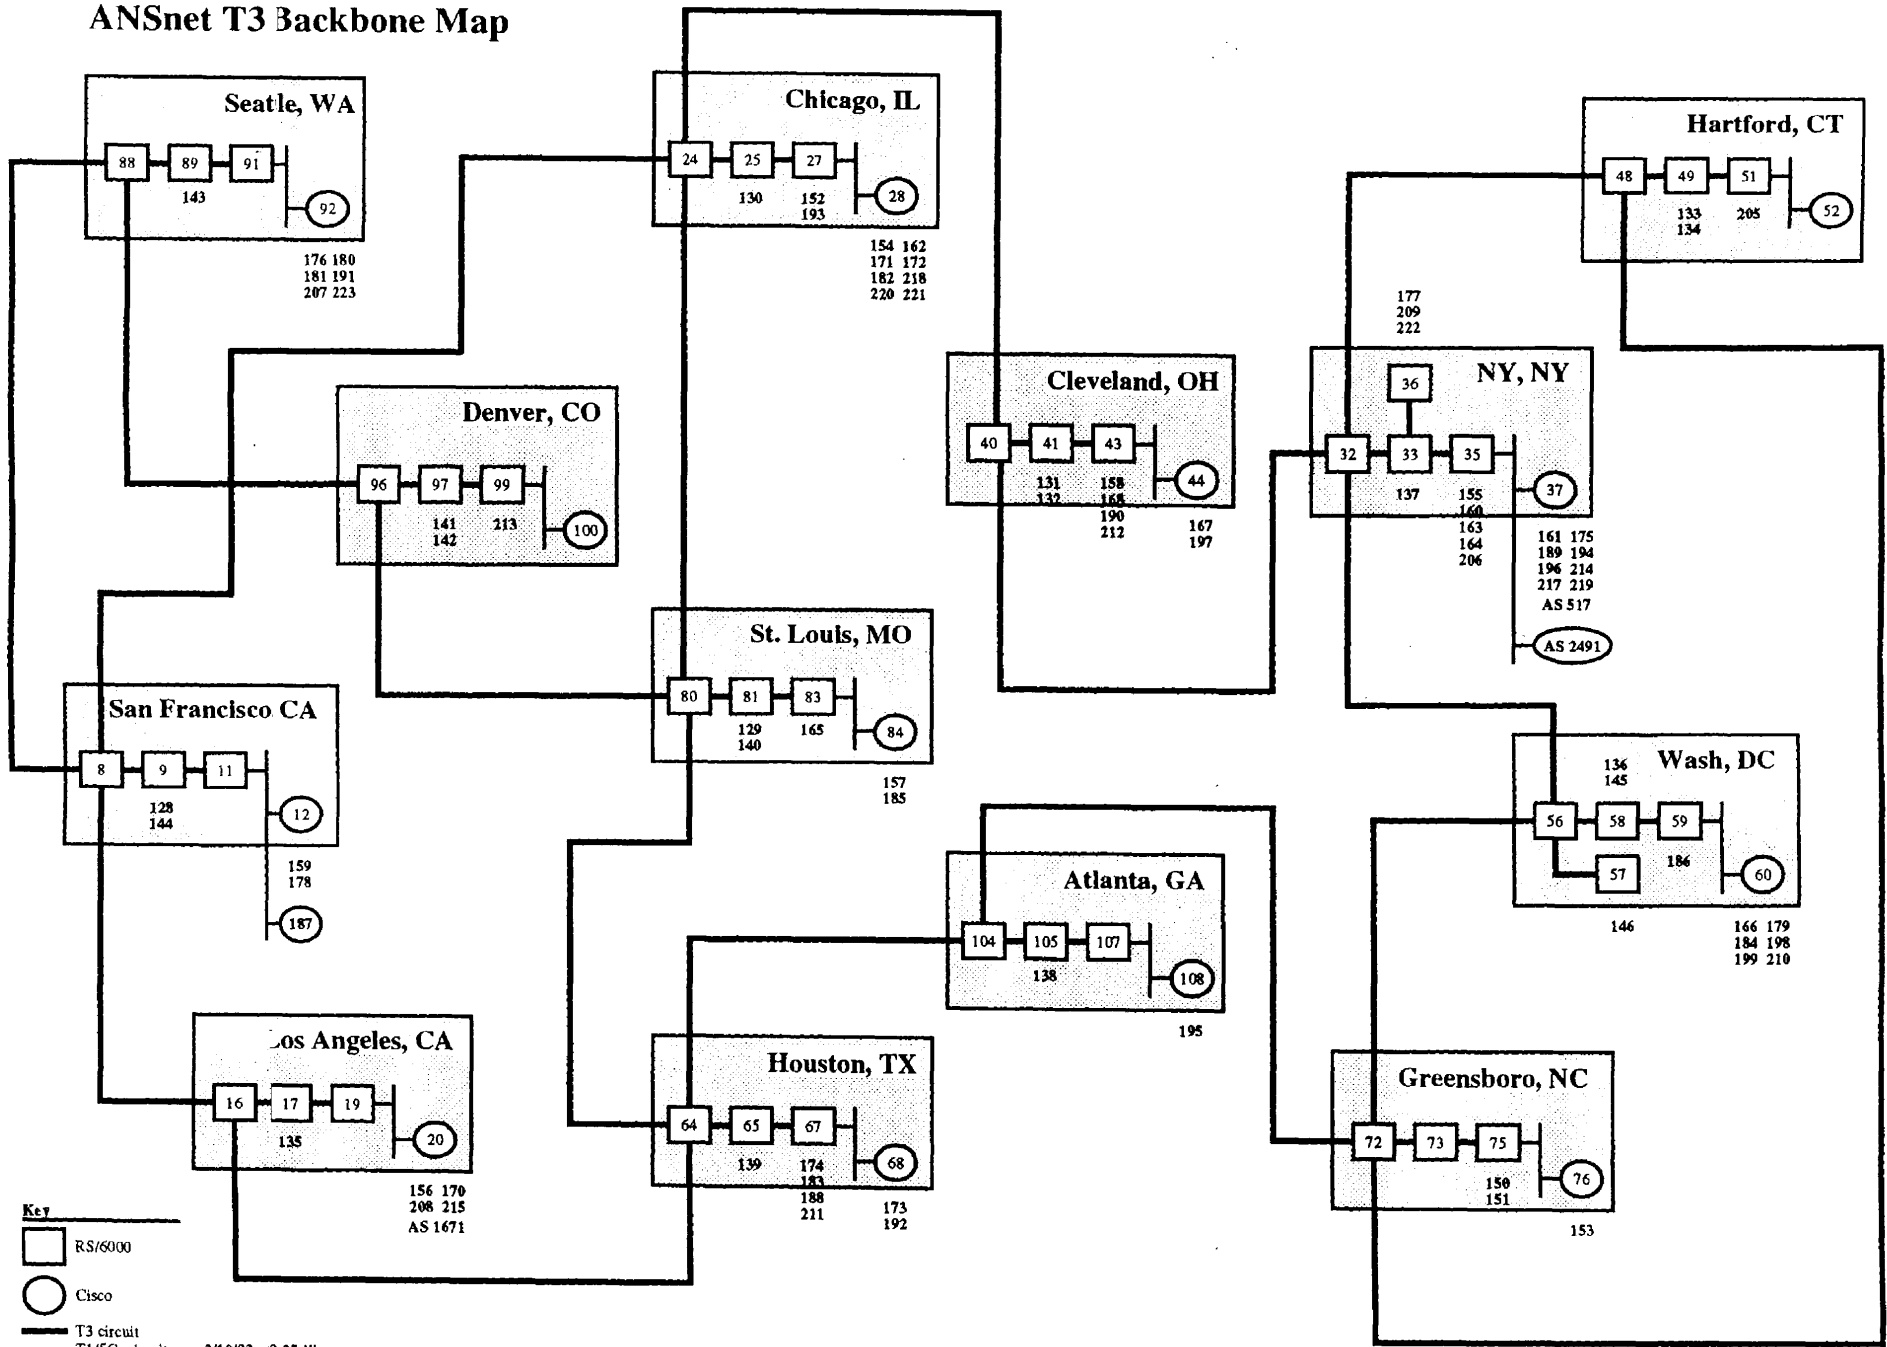 ANSnet T3 Backbone Map
Seatle, WA
88 89 91
143
92
176 180
181 191
207 223
Chicago, IL
24 25 27
130 152
193
28
154 162
171 172
182 218
220 221
Hartford, CT
48 49 51
133 205
134
52
Denver, CO
96 97 99
141 213
142
100
Cleveland, OH
40 41 43
131 158
132 168
190
212
44
167
197
177
209
222
NY, NY
36
32 33 35
137 155
160
163
164
206
37
161 175
189 194
196 214
217 219
AS 517
AS 2491
San Francisco CA
8 9 11
128
144
12
159
178
187
St. Louis, MO
80 81 83
129 165
140
84
157
185
Wash, DC
136
145
56 58 59
186
57
60
146
166 179
184 198
199 210
Atlanta, GA
104 105 107
138
108
195
Los Angeles, CA
16 17 19
135
20
156 170
208 215
AS 1671
Houston, TX
64 65 67
139 174
183
188
211
68
173
192
Greensboro, NC
72 73 75
150
151
76
153
Key
RS/6000
Cisco
T3 circuit